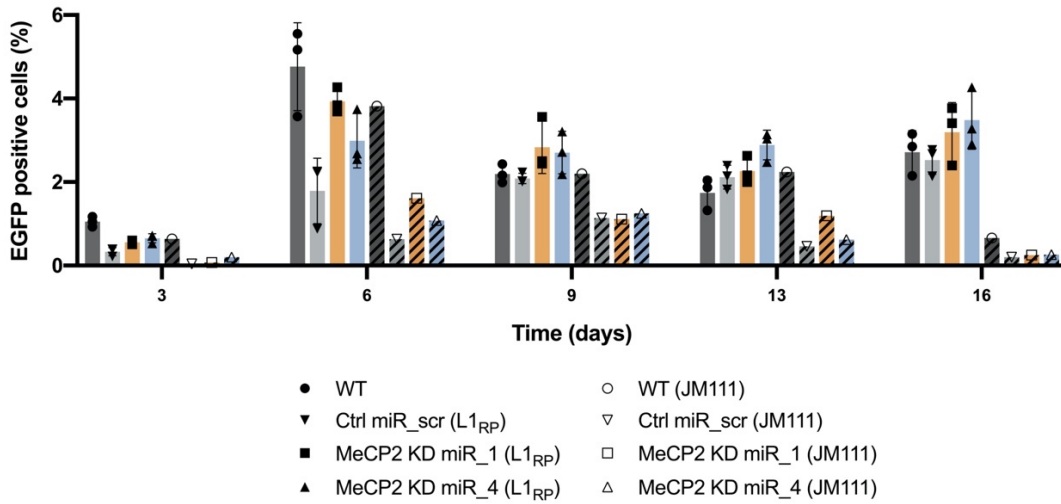 EGFP positive cells (%)
6
4
2
0
3 6 9 13 16
Time (days)
WT
Ctrl miR_scr (L1RP)
MeCP2 KD miR_1 (L1RP)
MeCP2 KD miR_4 (L1RP)
WT (JM111)
Ctrl miR_scr (JM111)
MeCP2 KD miR_1 (JM111)
MeCP2 KD miR_4 (JM111)